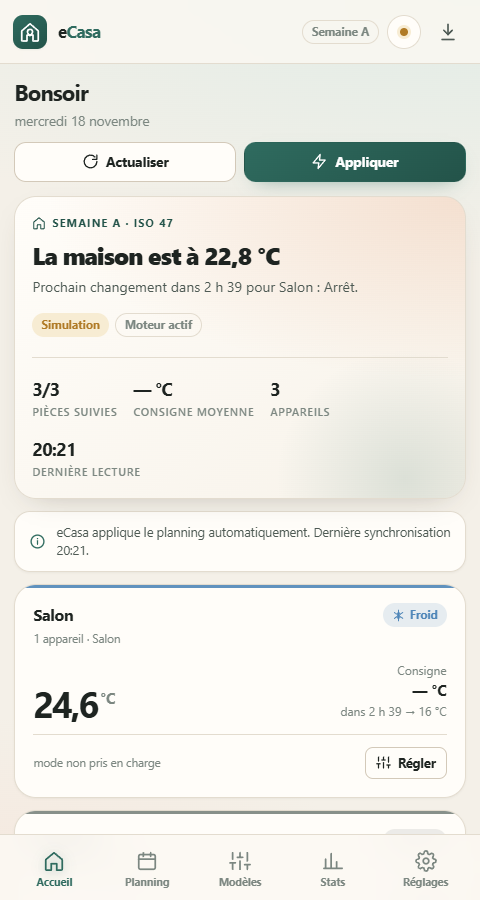 eCasa
Semaine A
Bonsoir
mercredi 18 novembre
Actualiser
Appliquer
SEMAINE A · ISO 47
La maison est à 22,8 °C
Prochain changement dans 2 h 39 pour Salon : Arrêt.
Simulation
Moteur actif
3/3
PIÈCES SUIVIES
— °C
CONSIGNE MOYENNE
3
APPAREILS
20:21
DERNIÈRE LECTURE
eCasa applique le planning automatiquement. Dernière synchronisation
20:21.
Salon
Froid
1 appareil · Salon
24,6 °C
Consigne
— °C
dans 2 h 39 → 16 °C
mode non pris en charge
Régler
Accueil
Planning
Modèles
Stats
Réglages